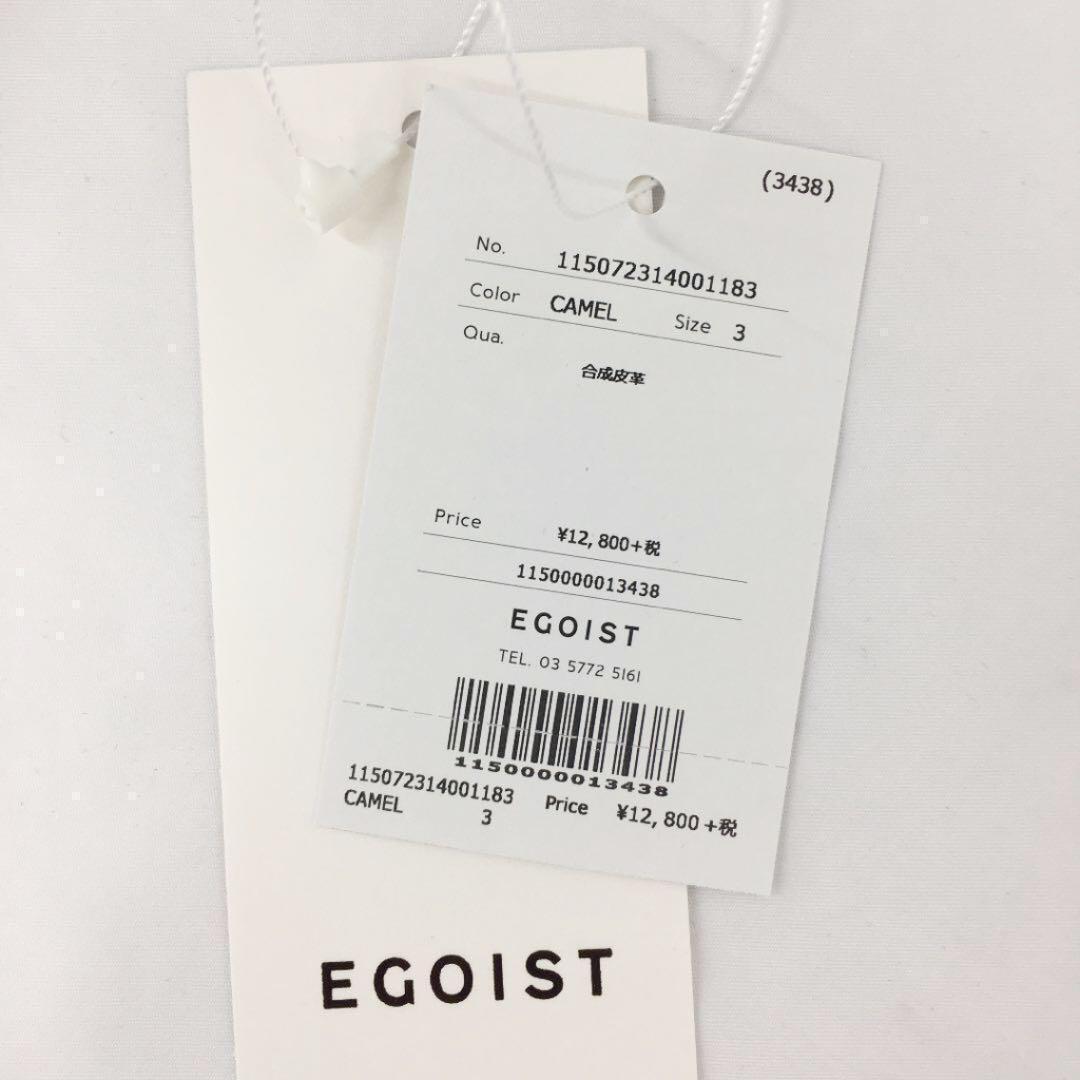 (3438)
No. 115072314001183
Color CAMEL Size 3
Qua.
合成皮革
Price ¥12,800+税
1150000013438
EGOIST
TEL. 03 5772 5161
1150000013438
115072314001183 Price ¥12,800+税
CAMEL 3
EGOIST